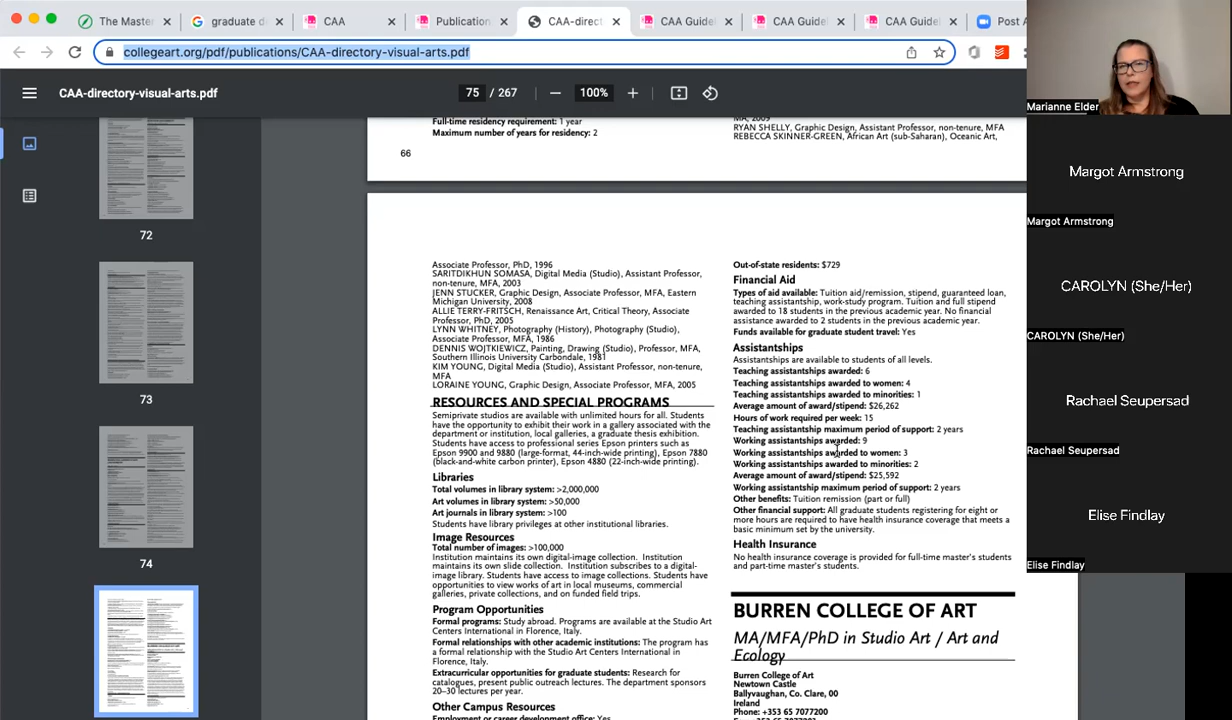 The Master
graduate di
CAA
Publication
CAA-direct
CAA Guidel
CAA Guidel
CAA Guidel
Post A
collegeart.org/pdf/publications/CAA-directory-visual-arts.pdf
CAA-directory-visual-arts.pdf
75 / 267
100%
72
73
74
Full-time residency requirement: 1 year
Maximum number of years for residency: 2
66
MA, 2009
RYAN SHELLY, Graphic Design, Assistant Professor, non-tenure, MFA
REBECCA SKINNER-GREEN, African Art (sub-Saharan), Oceanic Art,
Associate Professor, PhD, 1996
SARITDIKHUN SOMASA, Digital Media (Studio), Assistant Professor,
non-tenure, MFA, 2003
JENN STUCKER, Graphic Design, Associate Professor, MFA, Eastern
Michigan University, 2008
ALLIE TERRY-FRITSCH, Renaissance Art, Critical Theory, Associate
Professor, PhD, 2005
LYNN WHITNEY, Photography (History), Photography (Studio),
Associate Professor, MFA, 1986
DENNIS WOJTKIEWICZ, Painting, Drawing (Studio), Professor, MFA,
Southern Illinois University Carbondale, 1981
KIM YOUNG, Digital Media (Studio), Assistant Professor, non-tenure,
MFA
LORRAINE YOUNG, Graphic Design, Associate Professor, MFA, 2005
RESOURCES AND SPECIAL PROGRAMS
Semiprivate studios are available with unlimited hours for all. Students
have the opportunity to exhibit their work in a gallery associated with the
department or institution, local galleries, a graduate thesis exhibition.
Students have access to professional series Epson printers such as
Epson 9900 and 9880 (large-format, 44-inch-wide printing), Epson 7880
(black-and-white carbon printer), Epson 4880 (22-inch-wide printing).
Libraries
Total volumes in library system: >2,000,000
Art volumes in library system: >50,000
Art journals in library system: >100
Students have library privileges at other institutional libraries.
Image Resources
Total number of images: >100,000
Institution maintains its own digital-image collection. Institution
maintains its own slide collection. Institution subscribes to a digital-
image library. Students have access to image collections. Students have
opportunities to view works of art in local museums, commercial
galleries, private collections, and on funded field trips.
Program Opportunities
Formal programs: Study abroad. Programs are available at the Studio Art
Centers International in Florence, Italy.
Formal relationships with other academic institutions: The program has
a formal relationship with the Studio Art Centers International in
Florence, Italy.
Extracurricular opportunities for graduate students: Research for
catalogues, present public outreach lectures. The department sponsors
20–30 lectures per year.
Other Campus Resources
Employment or career development office: Yes
Out-of-state residents: $729
Financial Aid
Types of aid available: Tuition aid/remission, stipend, guaranteed loan,
teaching assistantship, work-study program. Tuition and full stipend
awarded to 18 students in the previous academic year. No financial
assistance awarded to 2 students in the previous academic year.
Funds available for graduate student travel: Yes
Assistantships
Assistantships are available to students of all levels.
Teaching assistantships awarded: 6
Teaching assistantships awarded to women: 4
Teaching assistantships awarded to minorities: 1
Average amount of award/stipend: $26,262
Hours of work required per week: 15
Teaching assistantship maximum period of support: 2 years
Working assistantships awarded: 9
Working assistantships awarded to women: 3
Working assistantships awarded to minorities: 2
Average amount of award/stipend: $25,592
Working assistantship maximum period of support: 2 years
Other benefits: Tuition remission (part or full)
Other financial support: All graduate students registering for eight or
more hours are required to have health insurance coverage that meets a
basic minimum set by the university.
Health Insurance
No health insurance coverage is provided for full-time master's students
and part-time master's students.
BURREN COLLEGE OF ART
MA/MFA/PhD in Studio Art / Art and
Ecology
Burren College of Art
Newtown Castle
Ballyvaughan, Co. Clare, 00
Ireland
Phone: +353 65 7077200
Marianne Elder
Margot Armstrong
Margot Armstrong
CAROLYN (She/Her)
CAROLYN (She/Her)
Rachael Seupersad
Rachael Seupersad
Elise Findlay
Elise Findlay